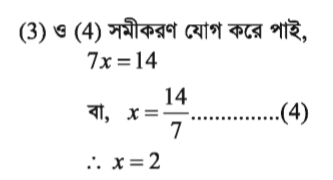 (3) ও (4) সমীকরণ যোগ করে পাই,
7x = 14
বা, x = 14/7...............(4)
∴ x = 2